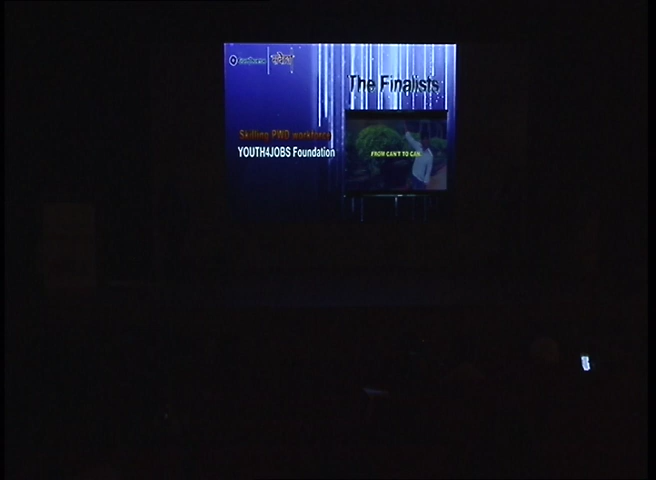 The Finalists
Skilling PWD workforce
YOUTH4JOBS Foundation
FROM CAN'T TO CAN.